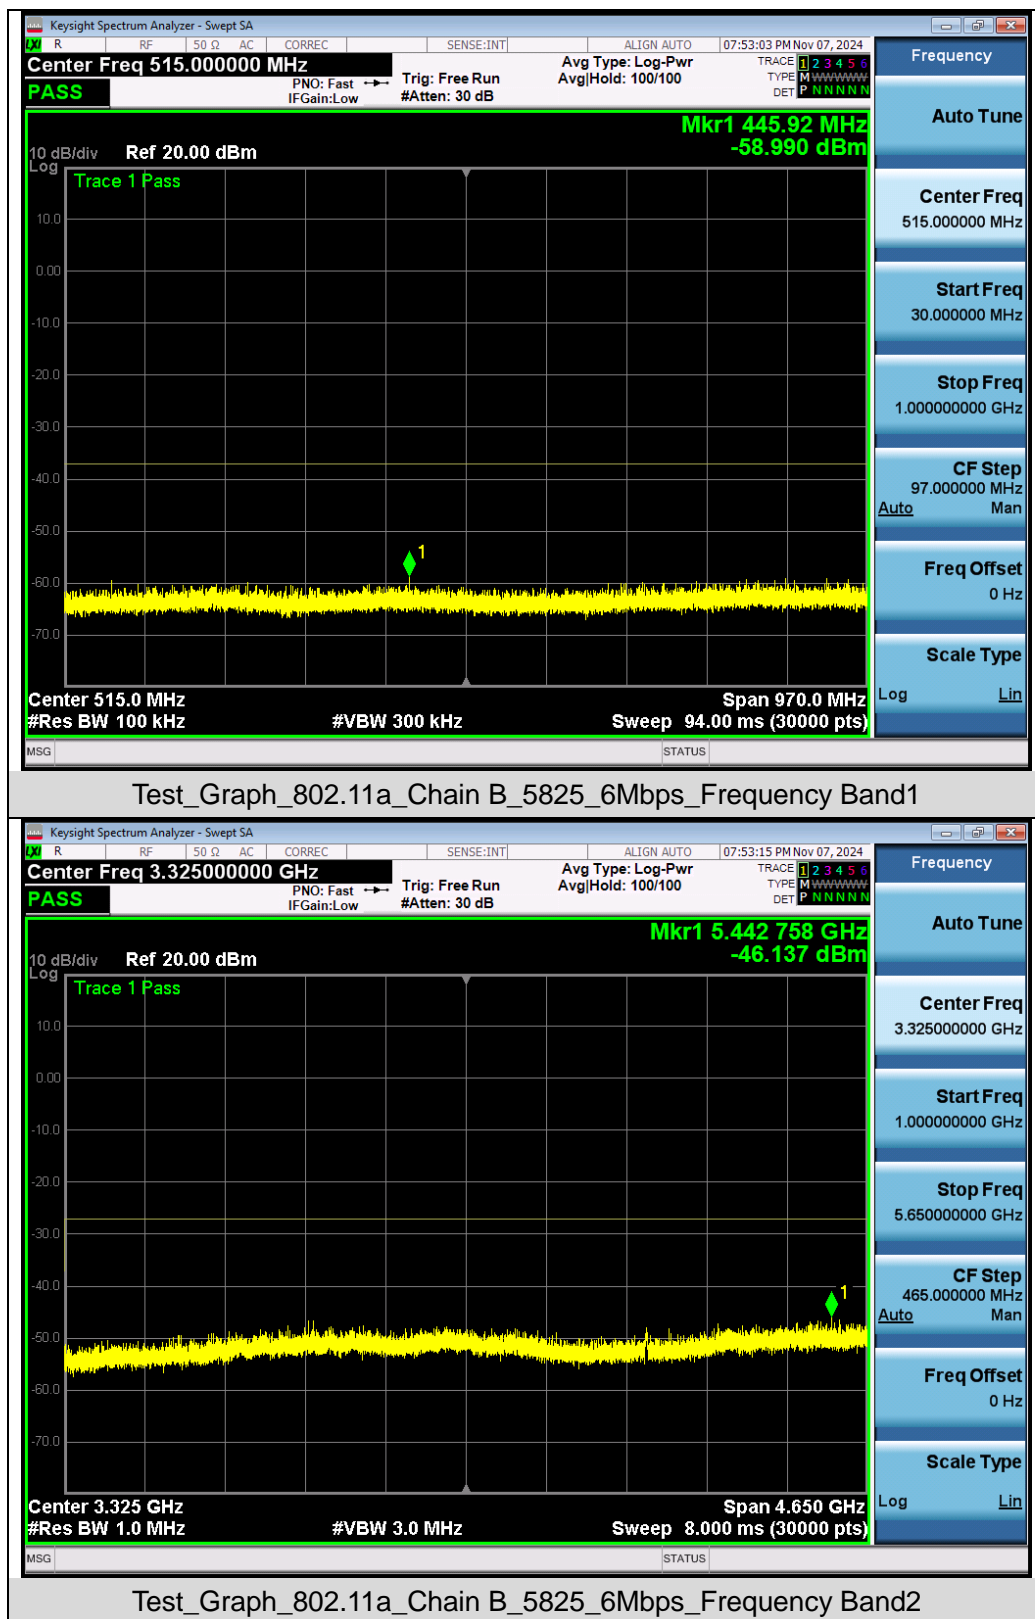 Keysight Spectrum Analyzer - Swept SA
LXI R RF 50 Ω AC CORREC SENSE:INT ALIGN AUTO 07:53:03 PM Nov 07, 2024
Center Freq 515.000000 MHz
PASS
PNO: Fast
IFGain:Low
Trig: Free Run
#Atten: 30 dB
Avg Type: Log-Pwr
Avg|Hold: 100/100
TRACE 1 2 3 4 5 6
TYPE M WWWWW
DET P N N N N N
Mkr1 445.92 MHz
-58.990 dBm
10 dB/div Ref 20.00 dBm
Log
Trace 1 Pass
10.0
0.00
-10.0
-20.0
-30.0
-40.0
-50.0
-60.0
-70.0
1
Center 515.0 MHz Span 970.0 MHz
#Res BW 100 kHz #VBW 300 kHz Sweep 94.00 ms (30000 pts)
MSG STATUS
Frequency
Auto Tune
Center Freq
515.000000 MHz
Start Freq
30.000000 MHz
Stop Freq
1.000000000 GHz
CF Step
97.000000 MHz
Auto Man
Freq Offset
0 Hz
Scale Type
Log Lin
Test_Graph_802.11a_Chain B_5825_6Mbps_Frequency Band1
Keysight Spectrum Analyzer - Swept SA
LXI R RF 50 Ω AC CORREC SENSE:INT ALIGN AUTO 07:53:15 PM Nov 07, 2024
Center Freq 3.325000000 GHz
PASS
PNO: Fast
IFGain:Low
Trig: Free Run
#Atten: 30 dB
Avg Type: Log-Pwr
Avg|Hold: 100/100
TRACE 1 2 3 4 5 6
TYPE M WWWWW
DET P N N N N N
Mkr1 5.442 758 GHz
-46.137 dBm
10 dB/div Ref 20.00 dBm
Log
Trace 1 Pass
10.0
0.00
-10.0
-20.0
-30.0
-40.0
-50.0
-60.0
-70.0
1
Center 3.325 GHz Span 4.650 GHz
#Res BW 1.0 MHz #VBW 3.0 MHz Sweep 8.000 ms (30000 pts)
MSG STATUS
Frequency
Auto Tune
Center Freq
3.325000000 GHz
Start Freq
1.000000000 GHz
Stop Freq
5.650000000 GHz
CF Step
465.000000 MHz
Auto Man
Freq Offset
0 Hz
Scale Type
Log Lin
Test_Graph_802.11a_Chain B_5825_6Mbps_Frequency Band2